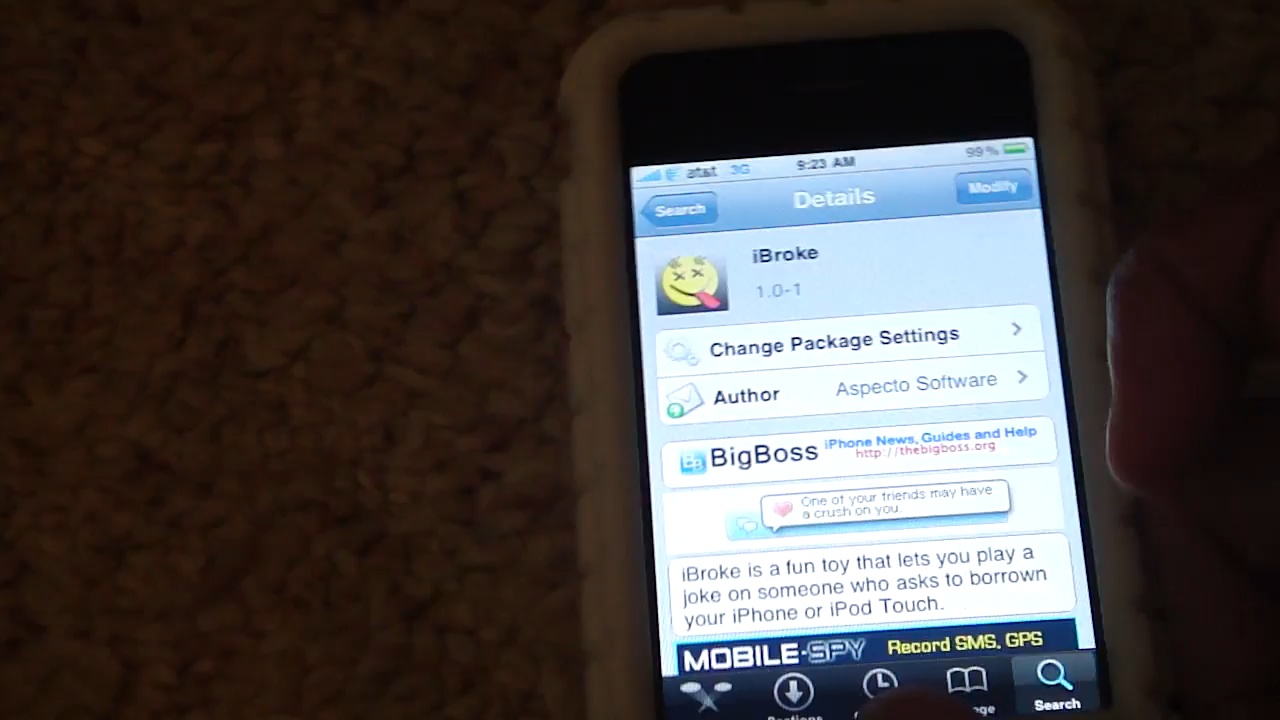 at&t 3G 9:23 AM 99%
Search Details Modify
iBroke
1.0-1
Change Package Settings
Author Aspecto Software
BigBoss iPhone News, Guides and Help
http://thebigboss.org
One of your friends may have
a crush on you.
iBroke is a fun toy that lets you play a
joke on someone who asks to borrown
your iPhone or iPod Touch.
MOBILE-SPY Record SMS, GPS
Search